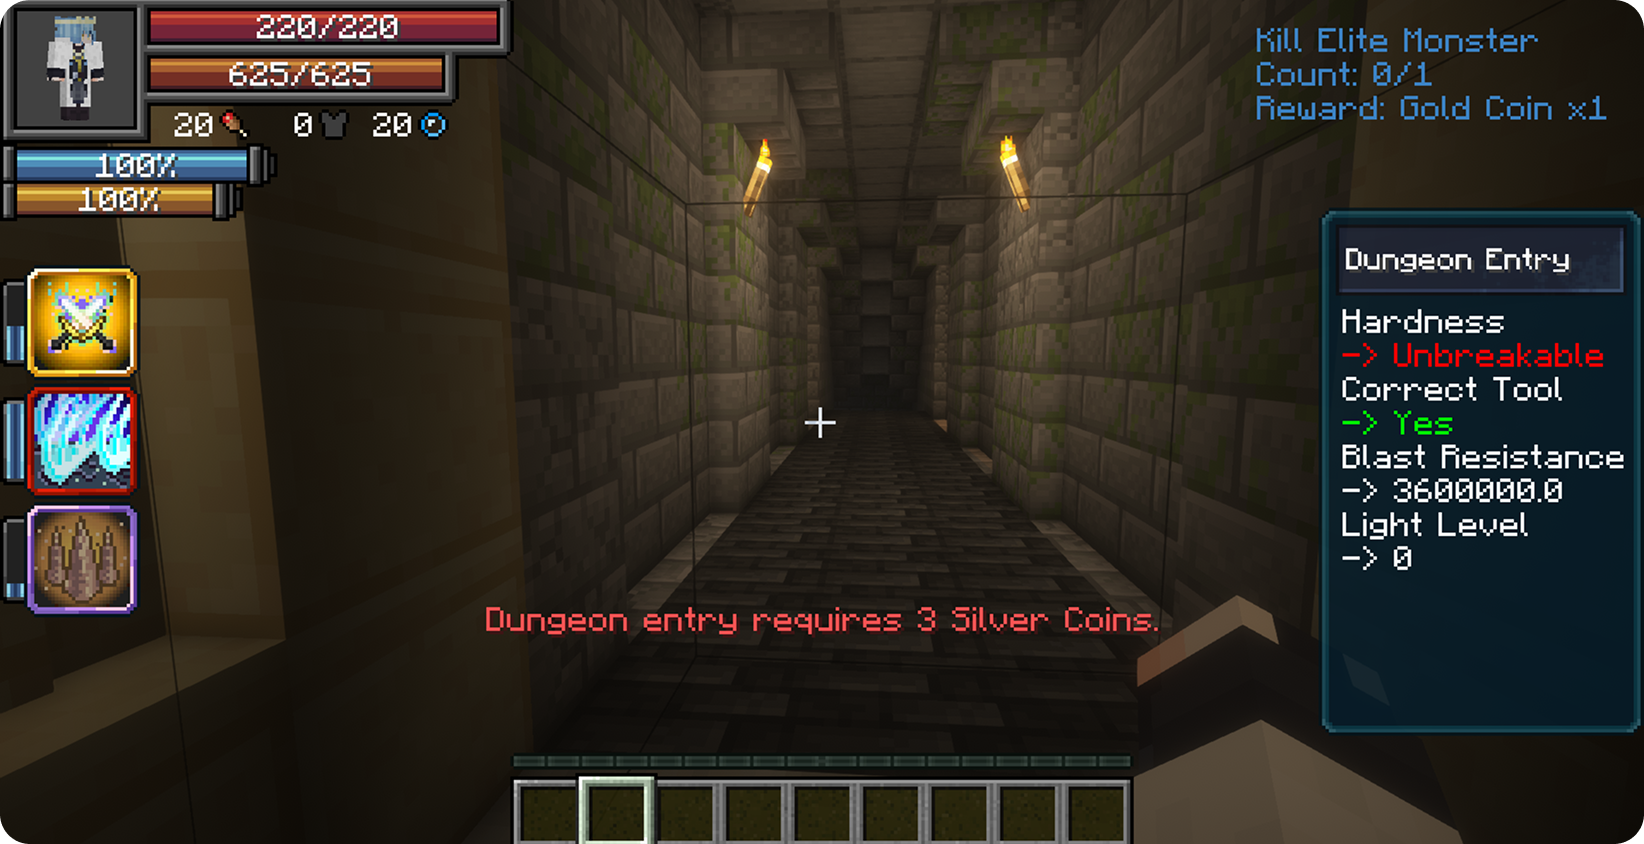 220/220
625/625
20 0 20
100%
100%
Kill Elite Monster
Count: 0/1
Reward: Gold Coin x1
Dungeon Entry
Hardness
-> Unbreakable
Correct Tool
-> Yes
Blast Resistance
-> 3600000.0
Light Level
-> 0
Dungeon entry requires 3 Silver Coins.